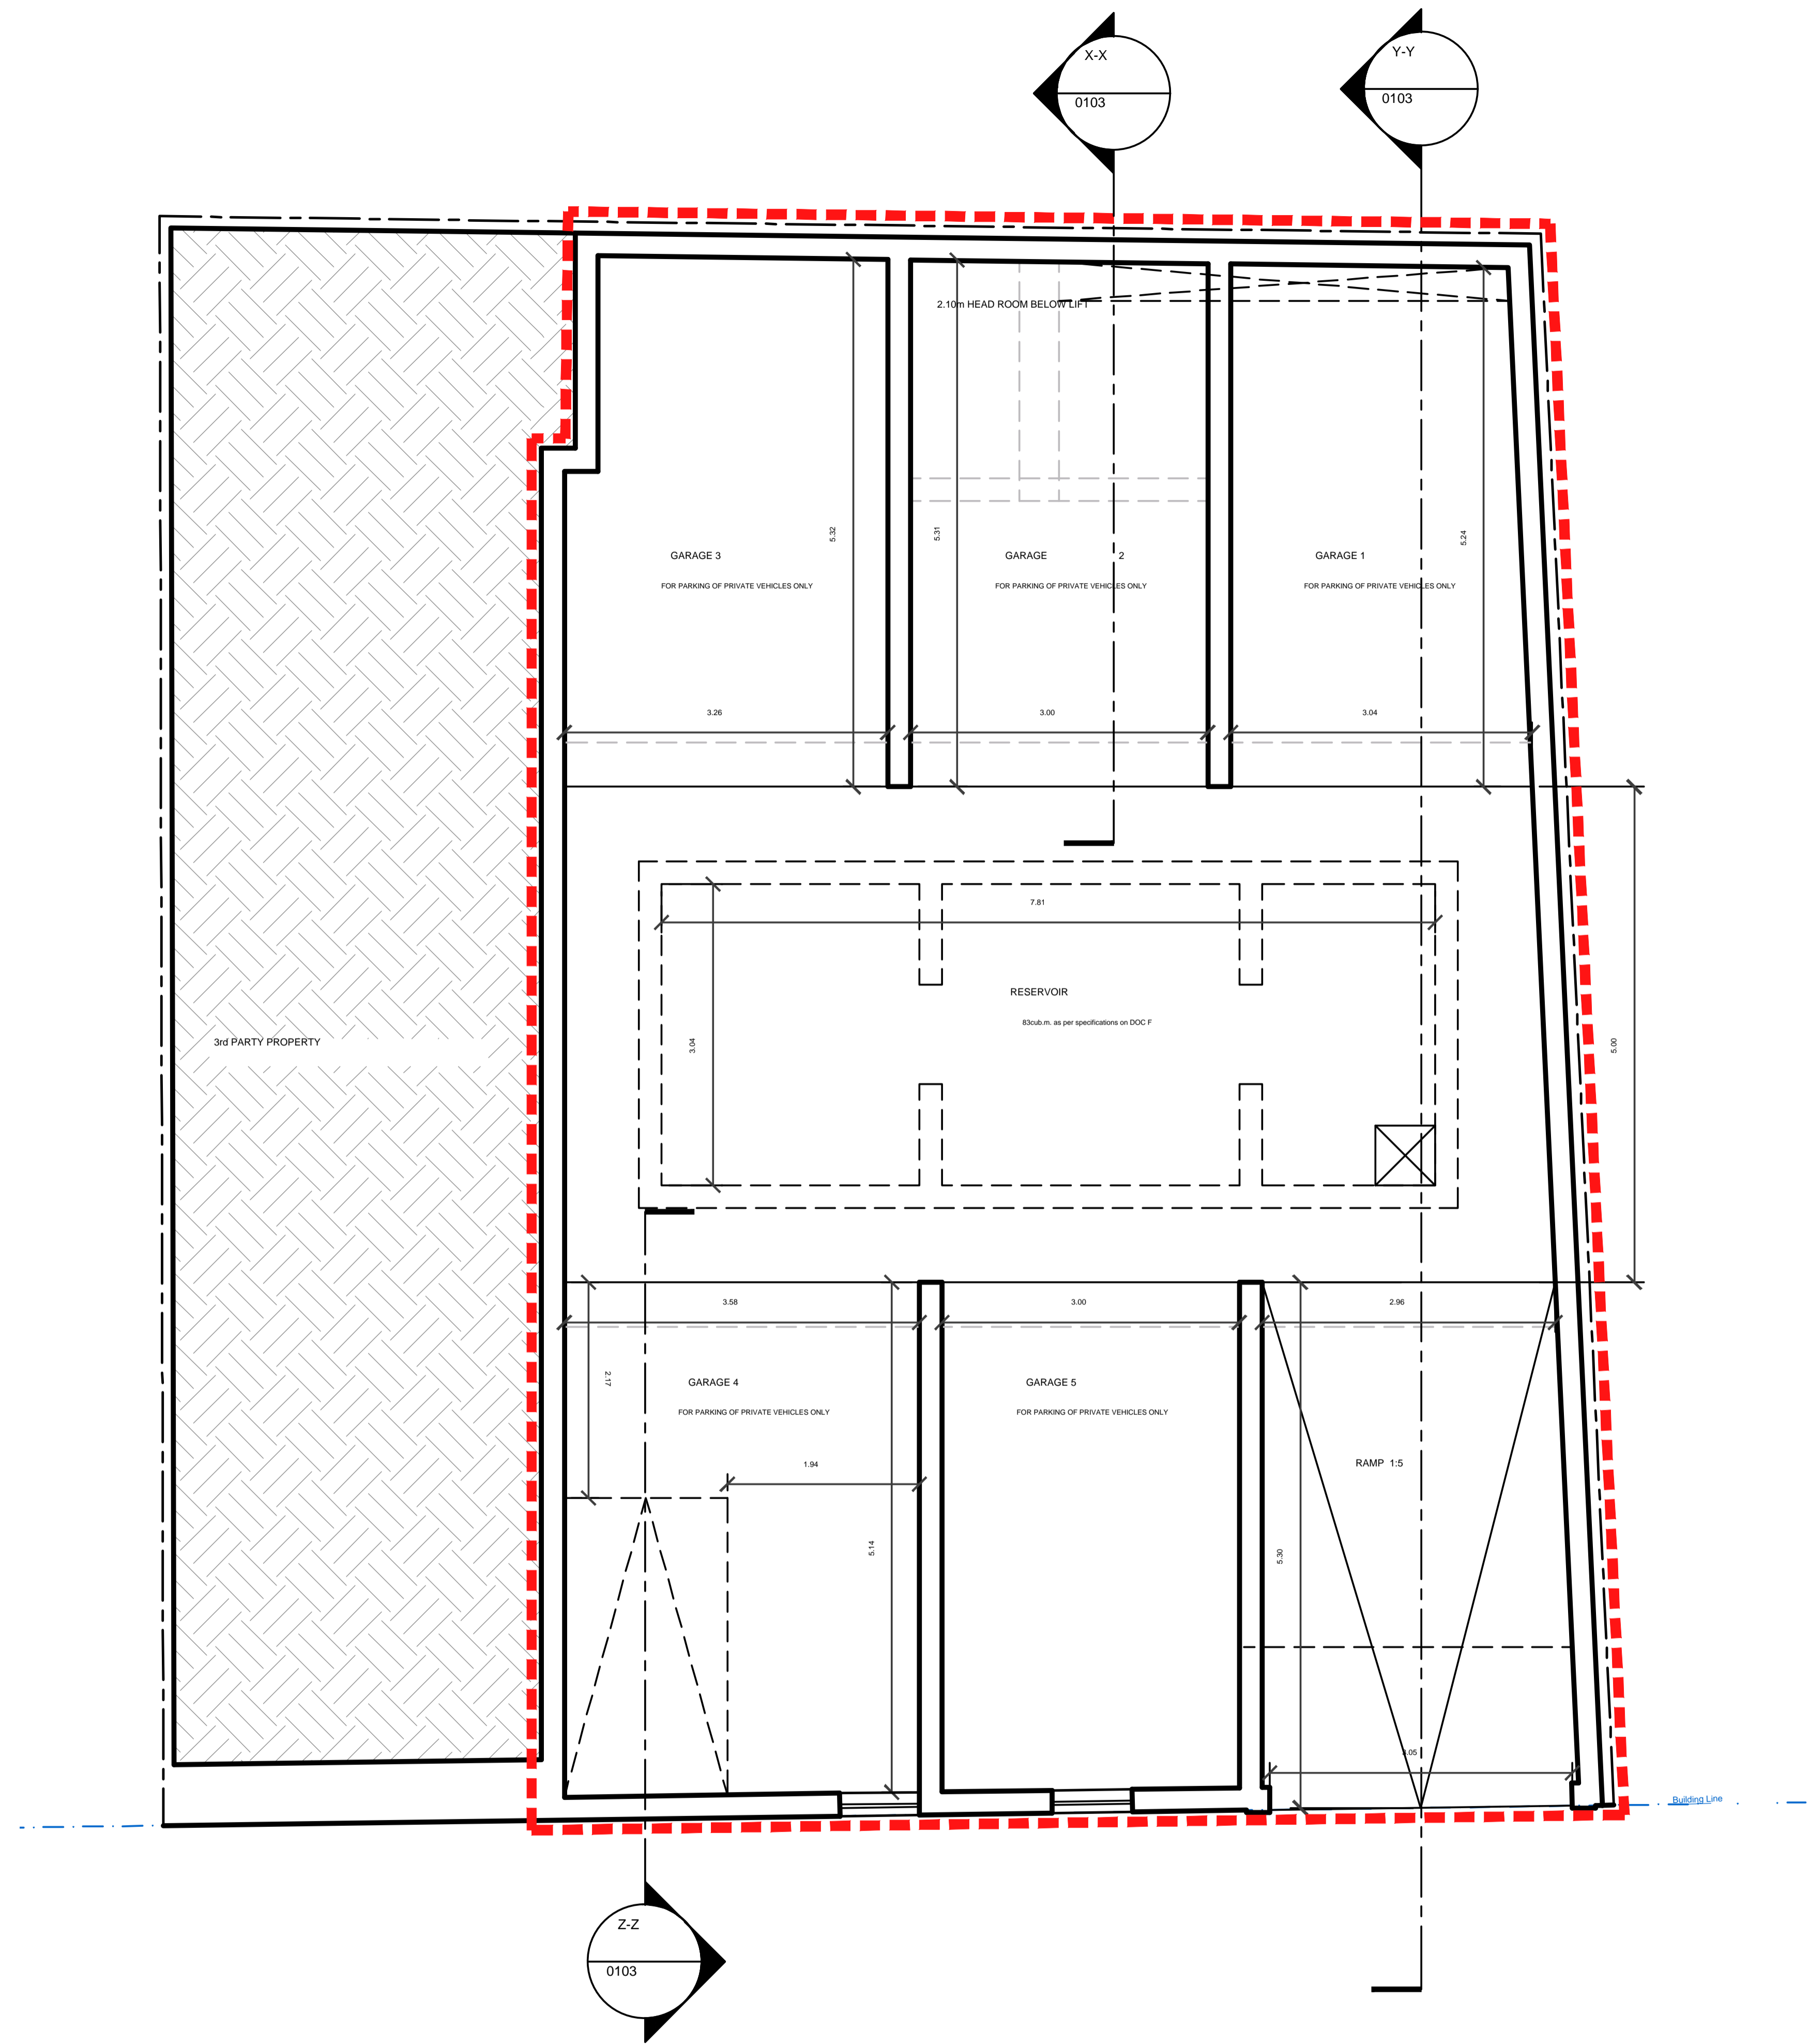 X-X
0103
Y-Y
0103
2.10m HEAD ROOM BELOW LIFT
5.32
5.31
5.24
GARAGE 3
FOR PARKING OF PRIVATE VEHICLES ONLY
GARAGE 2
FOR PARKING OF PRIVATE VEHICLES ONLY
GARAGE 1
FOR PARKING OF PRIVATE VEHICLES ONLY
3.26
3.00
3.04
7.81
RESERVOIR
83cub.m. as per specifications on DOC F
3.04
5.00
3rd PARTY PROPERTY
3.58
3.00
2.96
2.17
GARAGE 4
FOR PARKING OF PRIVATE VEHICLES ONLY
GARAGE 5
FOR PARKING OF PRIVATE VEHICLES ONLY
1.94
RAMP 1:5
5.14
5.30
3.05
Building Line
Z-Z
0103